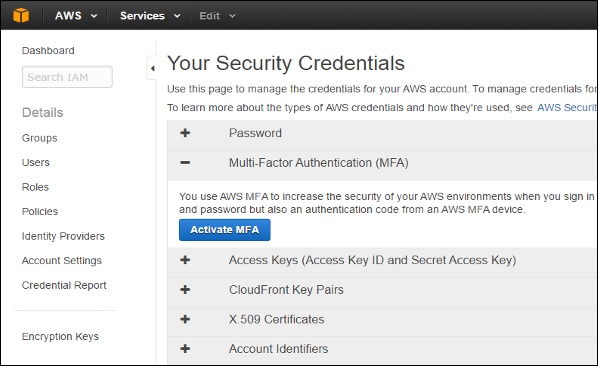 AWS Services Edit
Dashboard
Search IAM
Details
Groups
Users
Roles
Policies
Identity Providers
Account Settings
Credential Report
Encryption Keys
Your Security Credentials
Use this page to manage the credentials for your AWS account. To manage credentials for
To learn more about the types of AWS credentials and how they're used, see AWS Securit
Password
Multi-Factor Authentication (MFA)
You use AWS MFA to increase the security of your AWS environments when you sign in
and password but also an authentication code from an AWS MFA device.
Activate MFA
Access Keys (Access Key ID and Secret Access Key)
CloudFront Key Pairs
X.509 Certificates
Account Identifiers